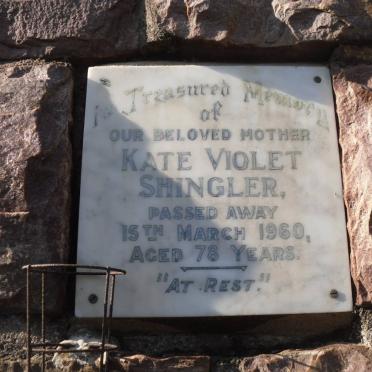 In Treasured Memory
of
OUR BELOVED MOTHER
KATE VIOLET
SHINGLER,
PASSED AWAY
15TH MARCH 1960,
AGED 78 YEARS.
"AT REST."